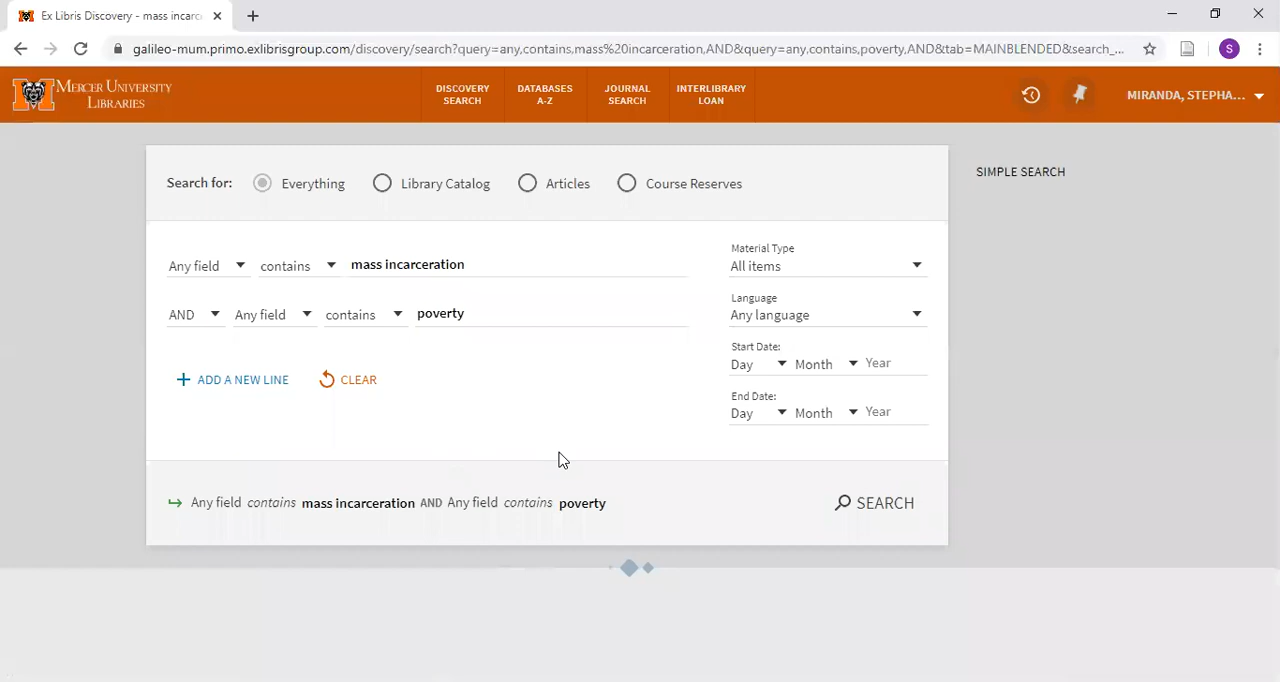 Ex Libris Discovery - mass incarc
galileo-mum.primo.exlibrisgroup.com/discovery/search?query=any,contains,mass%20incarceration,AND&query=any,contains,poverty,AND&tab=MAINBLENDED&search_...
S
MERCER UNIVERSITY
LIBRARIES
DISCOVERY
SEARCH
DATABASES
A-Z
JOURNAL
SEARCH
INTERLIBRARY
LOAN
MIRANDA, STEPHA...
Search for:
Everything
Library Catalog
Articles
Course Reserves
SIMPLE SEARCH
Any field contains mass incarceration
AND Any field contains poverty
ADD A NEW LINE
CLEAR
Material Type
All items
Language
Any language
Start Date:
Day Month Year
End Date:
Day Month Year
Any field contains mass incarceration AND Any field contains poverty
SEARCH